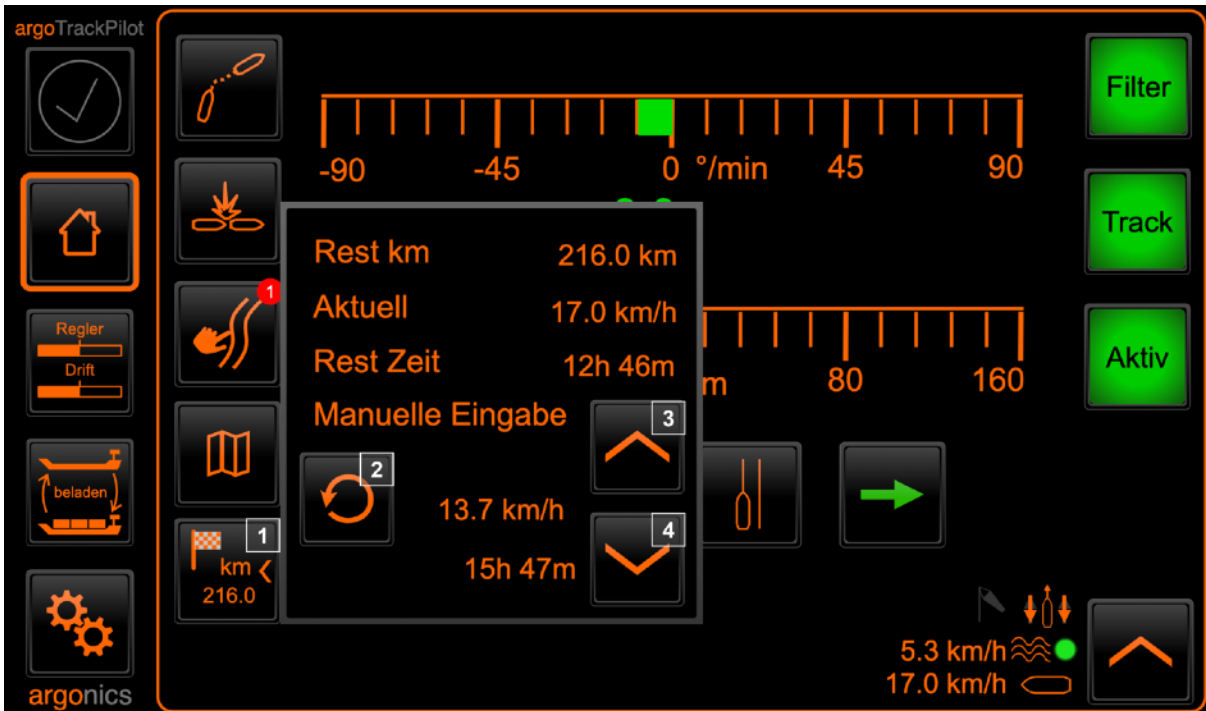 argoTrackPilot
Regler
Drift
beladen
argonics
1
km
216.0
1
-90
-45
0
°/min
45
90
Rest km
216.0 km
Aktuell
17.0 km/h
Rest Zeit
12h 46m
Manuelle Eingabe
3
2
13.7 km/h
4
15h 47m
m
80
160
Filter
Track
Aktiv
5.3 km/h
17.0 km/h